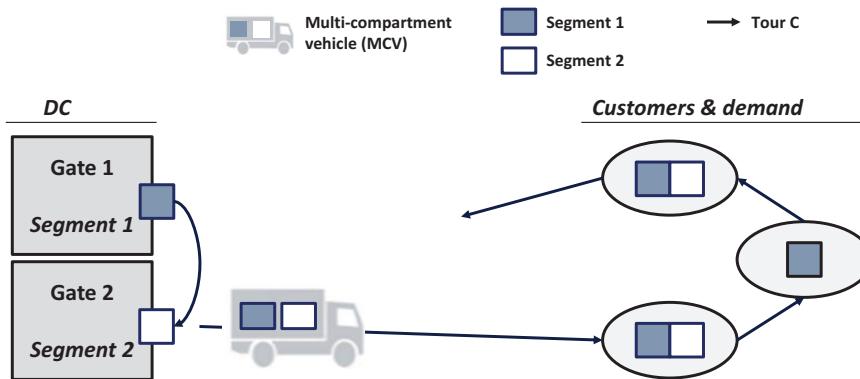 Multi-compartment
vehicle (MCV)
Segment 1
Segment 2
Tour C
DC
Customers & demand
Gate 1
Segment 1
Gate 2
Segment 2